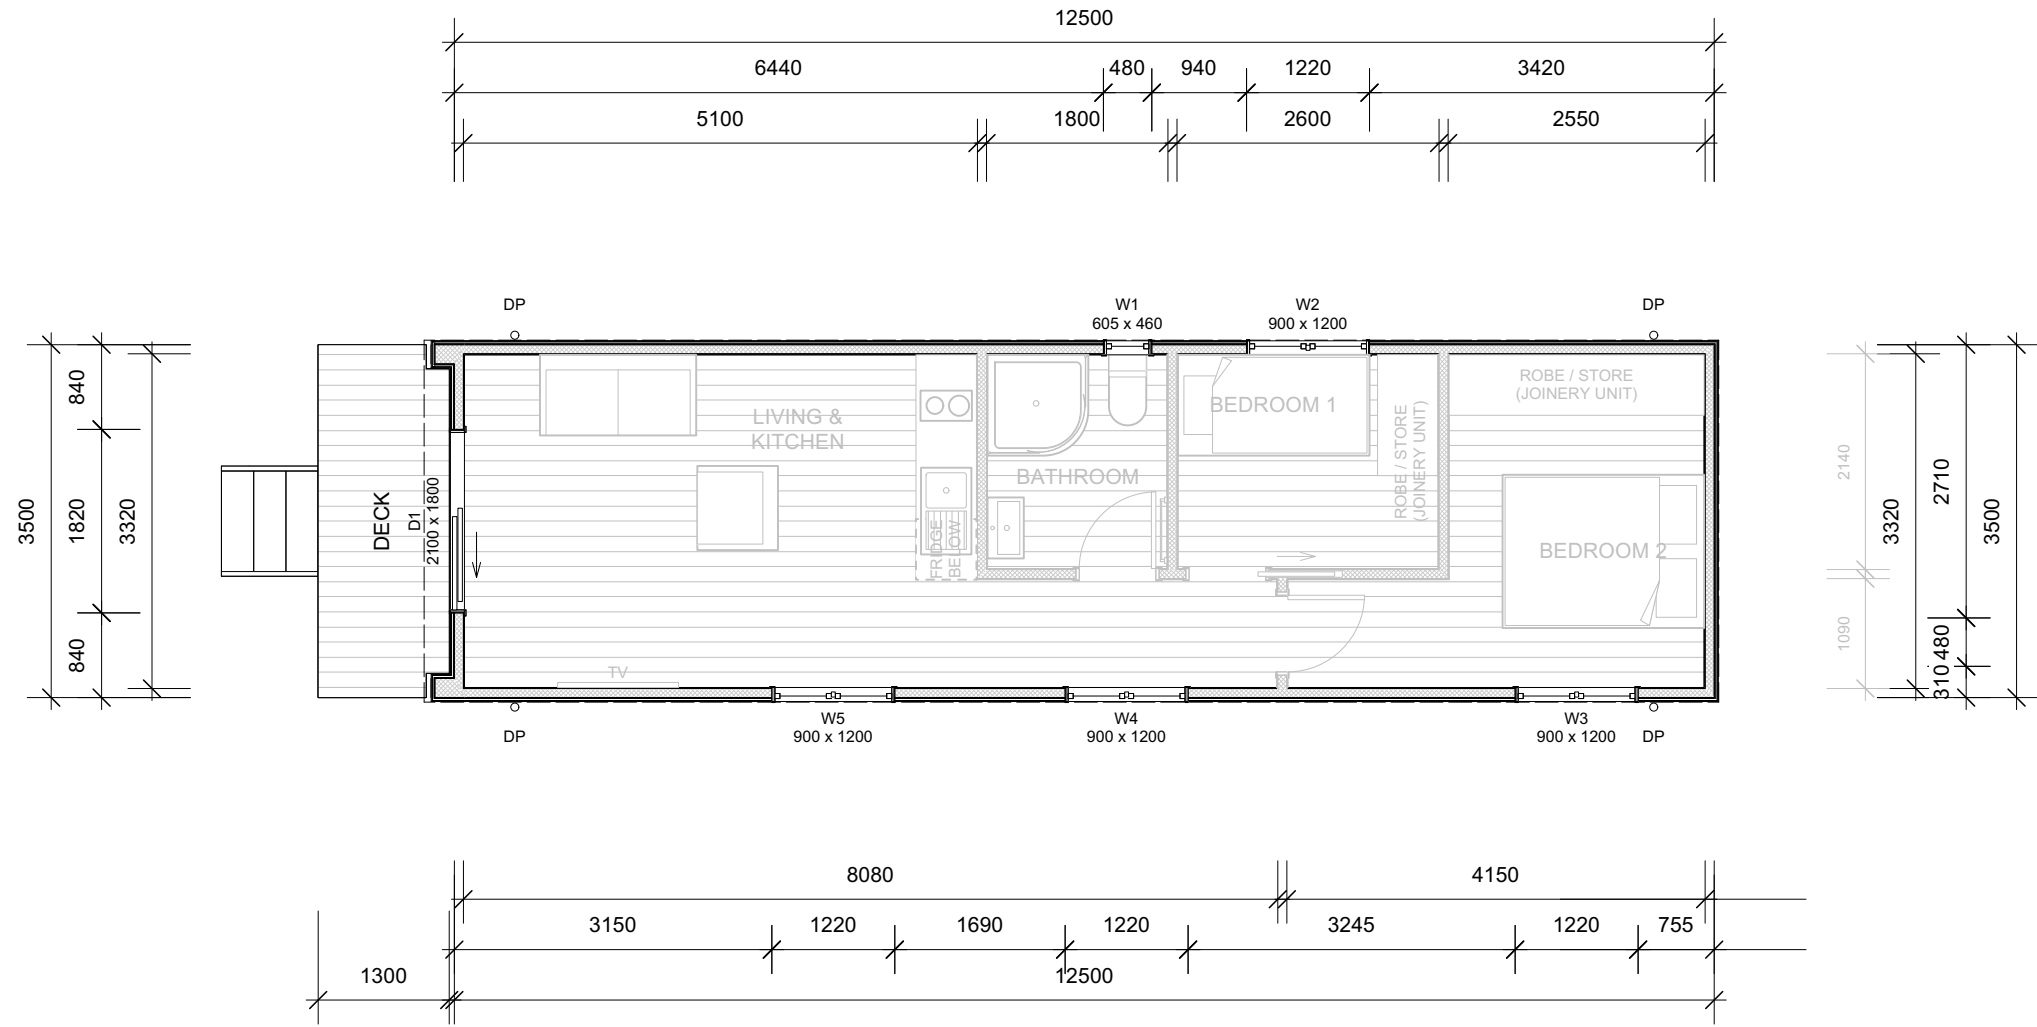 12500
6440 480 940 1220 3420
5100 1800 2600 2550
DP
W1
605 x 460
W2
900 x 1200
DP
3500
840
1820
840
3320
DECK
D1
2100 x 1800
LIVING &
KITCHEN
FRIDGE
BELOW
TV
BATHROOM
BEDROOM 1
ROBE / STORE
(JOINERY UNIT)
ROBE / STORE
(JOINERY UNIT)
BEDROOM 2
2140
1090
3320
2710
480
310
3500
DP
W5
900 x 1200
W4
900 x 1200
W3
900 x 1200
DP
8080 4150
3150 1220 1690 1220 3245 1220 755
1300 12500